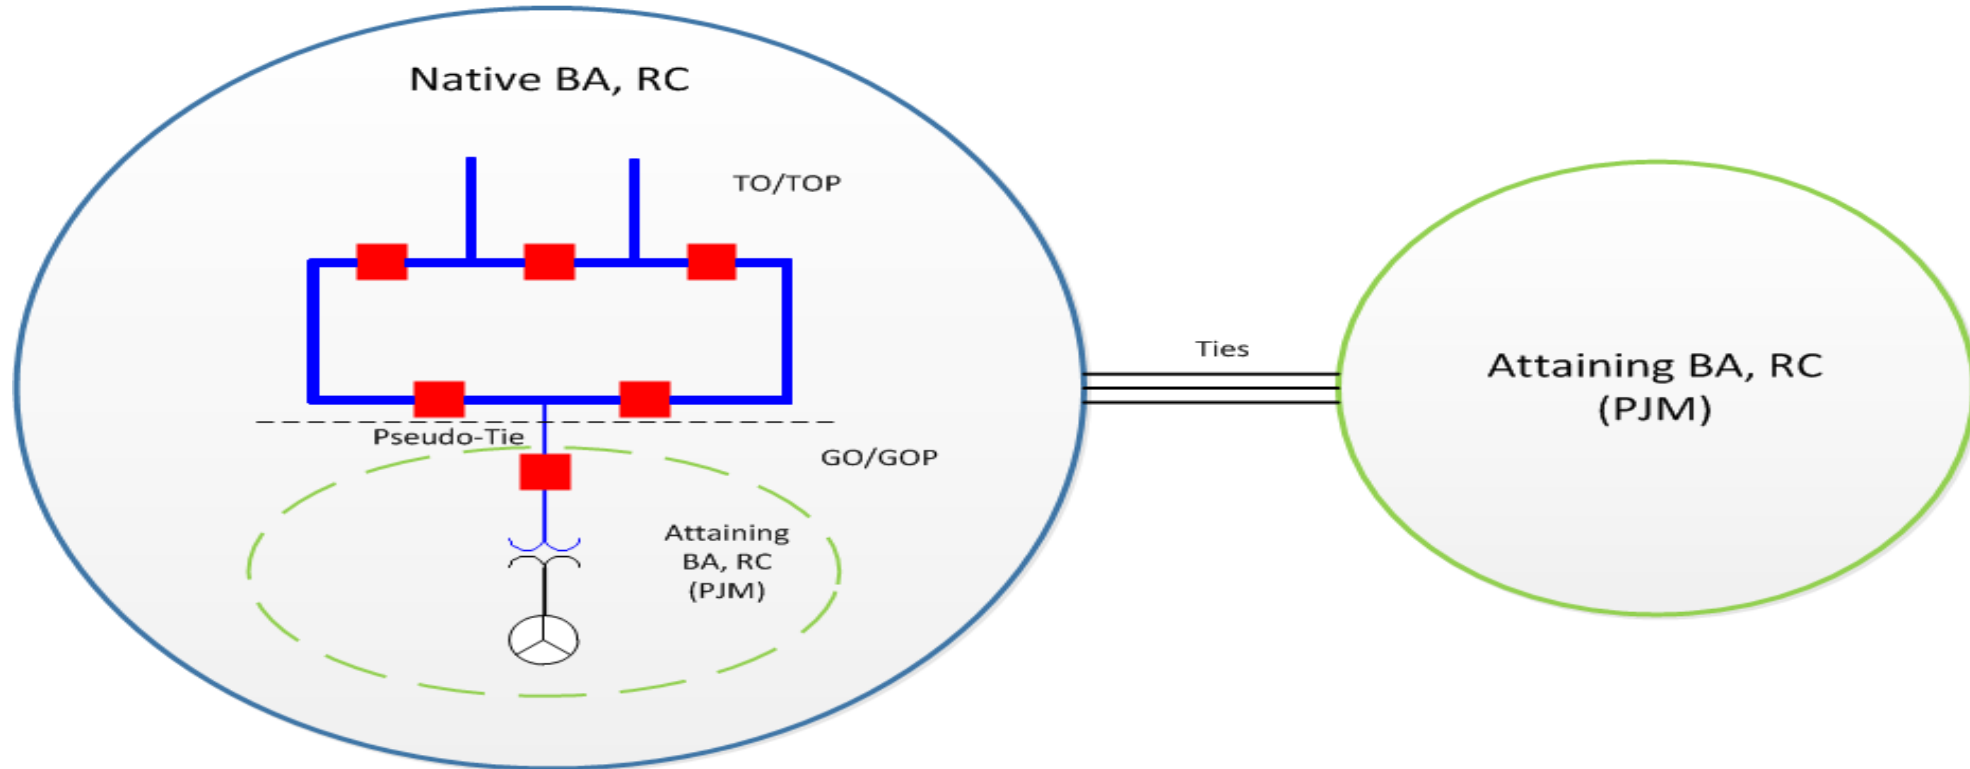 Native BA, RC
TO/TOP
Ties
Attaining BA, RC
(PJM)
Pseudo-Tie
GO/GOP
Attaining
BA, RC
(PJM)